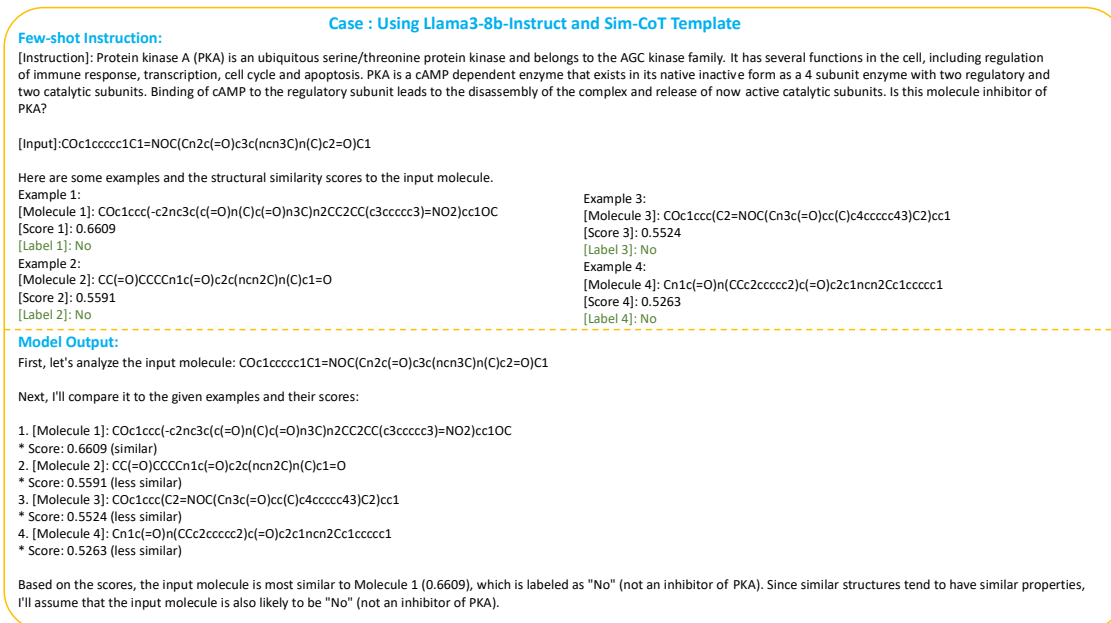 Case : Using Llama3-8b-Instruct and Sim-CoT Template
Few-shot Instruction:
[Instruction]: Protein kinase A (PKA) is an ubiquitous serine/threonine protein kinase and belongs to the AGC kinase family. It has several functions in the cell, including regulation
of immune response, transcription, cell cycle and apoptosis. PKA is a cAMP dependent enzyme that exists in its native inactive form as a 4 subunit enzyme with two regulatory and
two catalytic subunits. Binding of cAMP to the regulatory subunit leads to the disassembly of the complex and release of now active catalytic subunits. Is this molecule inhibitor of
PKA?
[Input]:COc1ccccc1C1=NOC(Cn2c(=O)c3c(ncn3C)n(C)c2=O)C1
Here are some examples and the structural similarity scores to the input molecule.
Example 1:
[Molecule 1]: COc1ccc(-c2nc3c(c(=O)n(C)c(=O)n3C)n2CC2CC(c3ccccc3)=NO2)cc1OC
[Score 1]: 0.6609
[Label 1]: No
Example 2:
[Molecule 2]: CC(=O)CCCCn1c(=O)c2c(ncn2C)n(C)c1=O
[Score 2]: 0.5591
[Label 2]: No
Example 3:
[Molecule 3]: COc1ccc(C2=NOC(Cn3c(=O)cc(C)c4ccccc43)C2)cc1
[Score 3]: 0.5524
[Label 3]: No
Example 4:
[Molecule 4]: Cn1c(=O)n(CCc2ccccc2)c(=O)c2c1ncn2Cc1ccccc1
[Score 4]: 0.5263
[Label 4]: No
Model Output:
First, let's analyze the input molecule: COc1ccccc1C1=NOC(Cn2c(=O)c3c(ncn3C)n(C)c2=O)C1
Next, I'll compare it to the given examples and their scores:
1. [Molecule 1]: COc1ccc(-c2nc3c(c(=O)n(C)c(=O)n3C)n2CC2CC(c3ccccc3)=NO2)cc1OC
* Score: 0.6609 (similar)
2. [Molecule 2]: CC(=O)CCCCn1c(=O)c2c(ncn2C)n(C)c1=O
* Score: 0.5591 (less similar)
3. [Molecule 3]: COc1ccc(C2=NOC(Cn3c(=O)cc(C)c4ccccc43)C2)cc1
* Score: 0.5524 (less similar)
4. [Molecule 4]: Cn1c(=O)n(CCc2ccccc2)c(=O)c2c1ncn2Cc1ccccc1
* Score: 0.5263 (less similar)
Based on the scores, the input molecule is most similar to Molecule 1 (0.6609), which is labeled as "No" (not an inhibitor of PKA). Since similar structures tend to have similar properties,
I'll assume that the input molecule is also likely to be "No" (not an inhibitor of PKA).